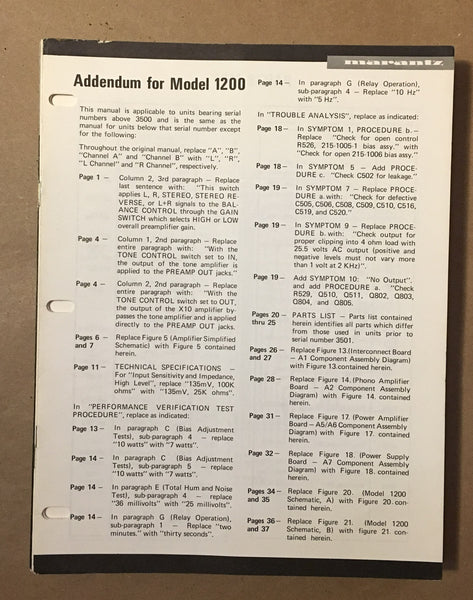 marantz
Addendum for Model 1200
This manual is applicable to units bearing serial
numbers above 3500 and is the same as the
manual for units below that serial number except
for the following:
Throughout the original manual, replace "A", "B",
"Channel A" and "Channel B" with "L", "R",
"L Channel" and "R Channel", respectively.
Page 1 – Column 2, 3rd paragraph – Replace
last sentence with: "This switch
applies L, R, STEREO, STEREO RE-
VERSE, or L+R signals to the BAL-
ANCE CONTROL through the GAIN
SWITCH which selects HIGH or LOW
overall preamplifier gain.
Page 4 – Column 1, 2nd paragraph – Replace
entire paragraph with: "With the
TONE CONTROL switch set to IN,
the output of the tone amplifier is
applied to the PREAMP OUT jacks."
Page 4 – Column 2, 2nd paragraph – Replace
entire paragraph with: "With the
TONE CONTROL switch set to OUT,
the output of the X10 amplifier by-
passes the tone amplifier and is applied
directly to the PREAMP OUT jacks.
Pages 6 – Replace Figure 5 (Amplifier Simplified
and 7 Schematic) with Figure 5 contained
herein.
Page 11 – TECHNICAL SPECIFICATIONS –
For "Input Sensitivity and Impedance,
High Level", replace "135mV, 100K
ohms" with "135mV, 25K ohms".
In "PERFORMANCE VERIFICATION TEST
PROCEDURE", replace as indicated:
Page 13 – In paragraph C (Bias Adjustment
Tests), sub-paragraph 4 – replace
"10 watts" with "7 watts".
Page 14 – In paragraph C (Bias Adjustment
Tests), sub-paragraph 5 – replace
"10 watts" with "7 watts".
Page 14 – In paragraph E (Total Hum and Noise
Test), sub-paragraph 4 – replace
"36 millivolts" with "25 millivolts".
Page 14 – In paragraph G (Relay Operation),
sub-paragraph 1 – Replace "two
minutes." with "thirty seconds".
Page 14 – In paragraph G (Relay Operation),
sub-paragraph 4 – Replace "10 Hz"
with "5 Hz".
In "TROUBLE ANALYSIS", replace as indicated:
Page 18 – In SYMPTOM 1, PROCEDURE b. –
Replace "Check for open control
R526, 215-1005-1 bias assy." with
"Check for open 215-1006 bias assy."
Page 18 – In SYMPTOM 5 – Add PROCE-
DURE c. "Check C502 for leakage."
Page 19 – In SYMPTOM 7 – Replace PROCE-
DURE a. with: "Check for defective
C505, C506, C508, C509, C510, C516,
C519, and C520."
Page 19 – In SYMPTOM 9 – Replace PROCE-
DURE b. with: "Check output for
proper clipping into 4 ohm load with
25.5 volts AC output (positive and
negative levels must not vary more
than 1 volt at 2 KHz)".
Page 19 – Add SYMPTOM 10: "No Output".
and add PROCEDURE a. "Check
R529, Q510, Q511, Q802, Q803,
Q804, and Q805.
Pages 20 – PARTS LIST – Parts list contained
thru 25 herein identifies all parts which differ
from those used in units prior to
serial number 3501.
Pages 26 – Replace Figure 13.(Interconnect Board
and 27 – A1 Component Assembly Diagram)
with Figure 13.contained herein.
Page 28 – Replace Figure 14. (Phono Amplifier
Board – A2 Component Assembly
Diagram) with Figure 14. contained
herein.
Page 31 – Replace Figure 17. (Power Amplifier
Board – A5/A6 Component Assembly
Diagram) with Figure 17. contained
herein.
Page 32 – Replace Figure 18. (Power Supply
Board – A7 Component Assembly
Diagram) with Figure 18. contained
herein.
Pages 34 – Replace Figure 20. (Model 1200
and 35 Schematic, A) with Figure 20. con-
tained herein.
Pages 36 – Replace Figure 21. (Model 1200
and 37 Schematic, B) with figure 21. con-
tained herein.